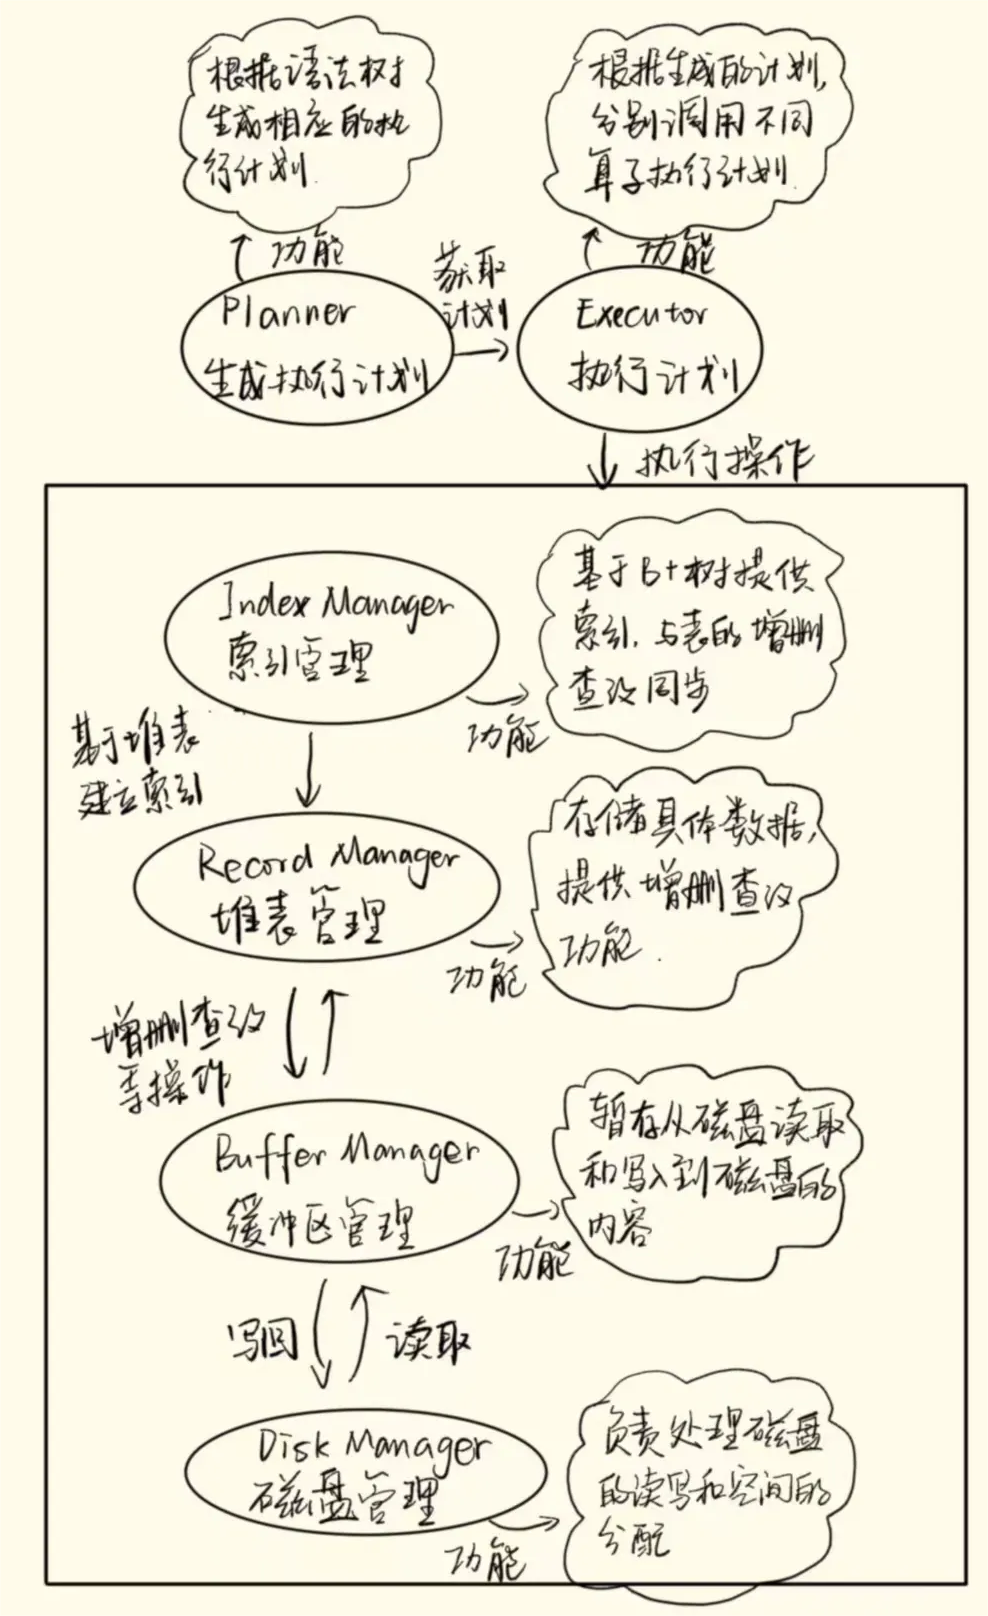 根据语法树
生成相应的执
行计划
根据生成的计划,
分别调用不同
算子执行计划
功能
功能
获取
计划
Planner
生成执行计划
Executor
执行计划
执行操作
Index Manager
索引管理
基于B+树提供
索引,与表的增删
查改同步
功能
基于堆表
建立索引
Record Manager
堆表管理
存储具体数据,
提供增删查改
功能.
功能
增删查改
等操作
Buffer Manager
缓冲区管理
暂存从磁盘读取
和写入到磁盘的
内容
功能
写回
读取
Disk Manager
磁盘管理
负责处理磁盘
的读写和空间的
分配
功能